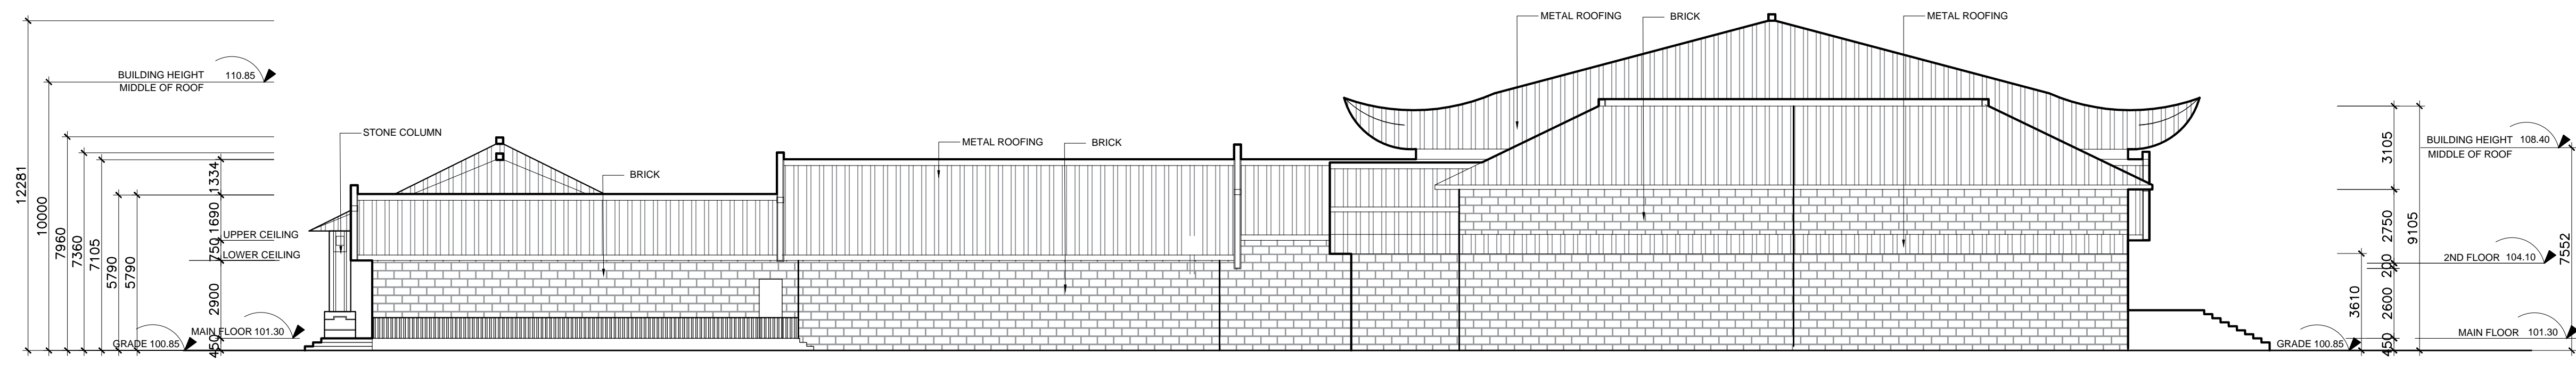 METAL ROOFING
BRICK
METAL ROOFING
BUILDING HEIGHT 110.85
MIDDLE OF ROOF
STONE COLUMN
METAL ROOFING
BRICK
BRICK
UPPER CEILING
LOWER CEILING
MAIN FLOOR 101.30
GRADE 100.85
12281
10000
7960
7360
7105
5790
5790
1334
1690
750
2900
450
BUILDING HEIGHT 108.40
MIDDLE OF ROOF
2ND FLOOR 104.10
MAIN FLOOR 101.30
GRADE 100.85
3610
3105
2750
200
2600
450
9105
7552